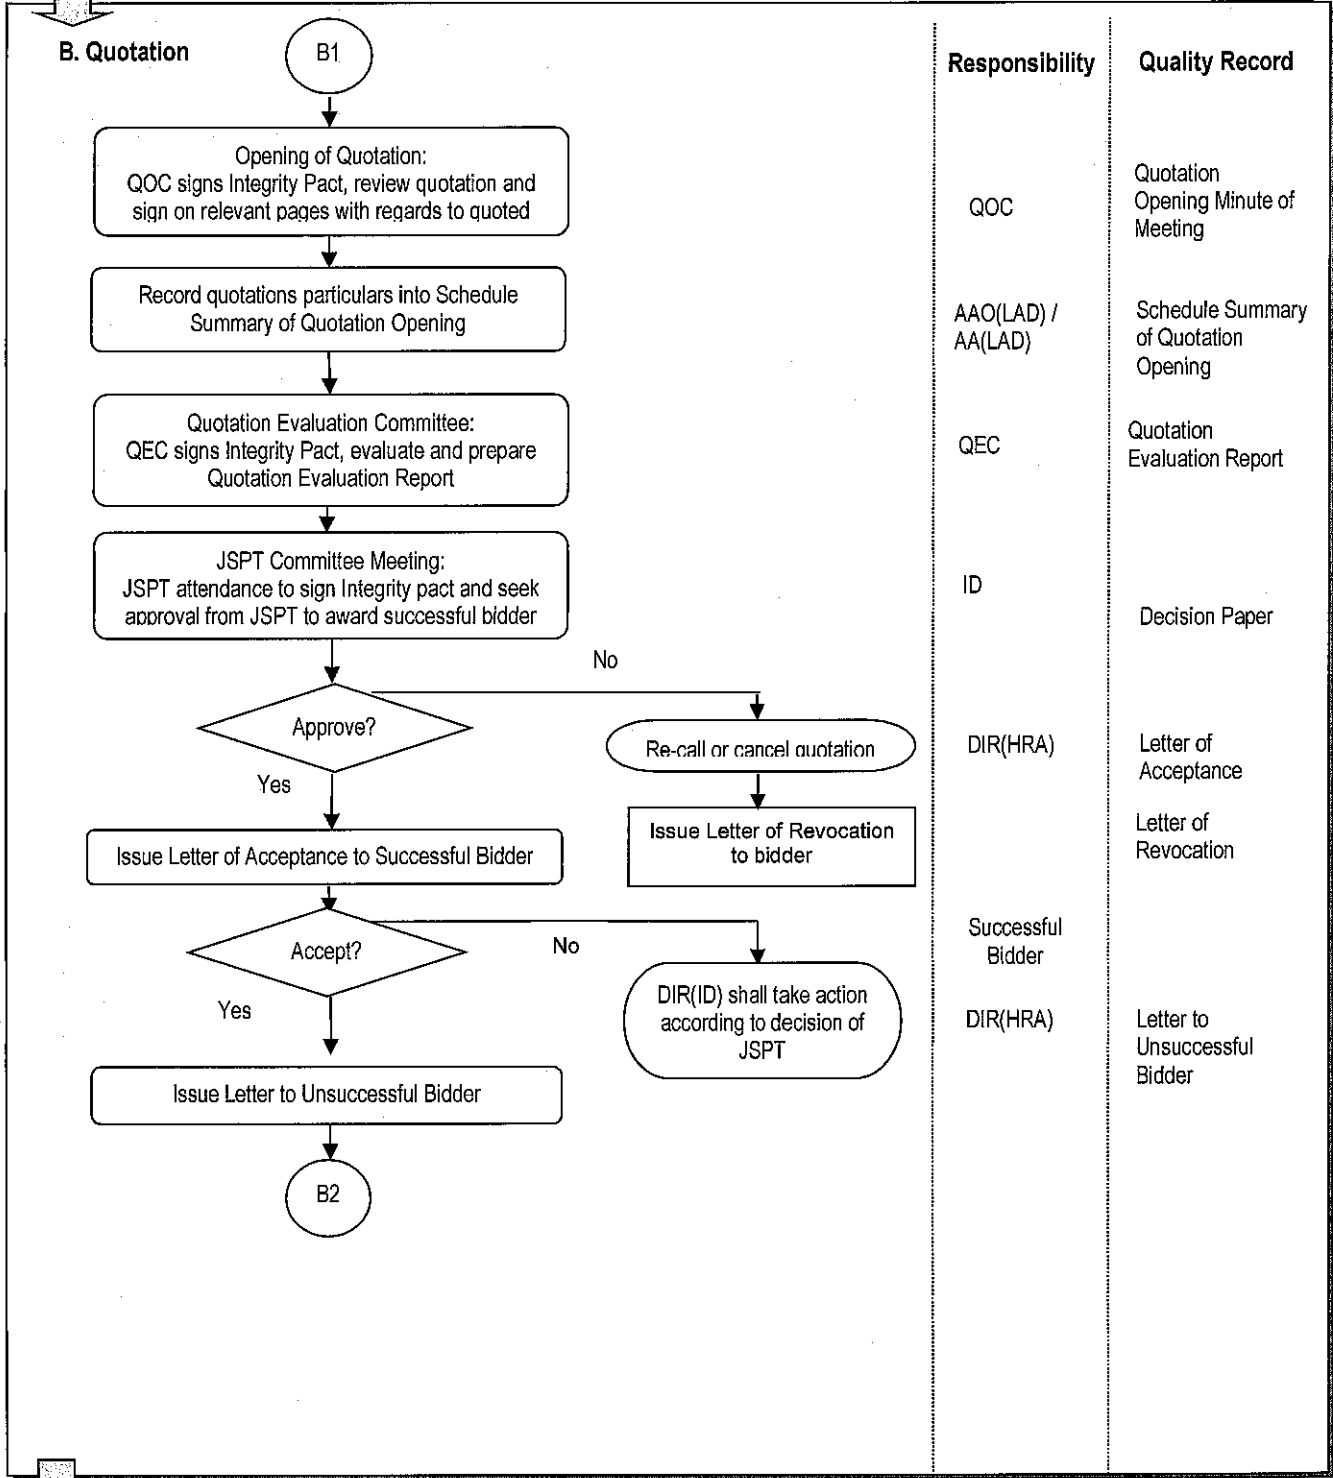 B. Quotation
B1
Responsibility
Quality Record
Opening of Quotation:
QOC signs Integrity Pact, review quotation and
sign on relevant pages with regards to quoted
QOC
Quotation
Opening Minute of
Meeting
Record quotations particulars into Schedule
Summary of Quotation Opening
AAO(LAD) /
AA(LAD)
Schedule Summary
of Quotation
Opening
Quotation Evaluation Committee:
QEC signs Integrity Pact, evaluate and prepare
Quotation Evaluation Report
QEC
Quotation
Evaluation Report
JSPT Committee Meeting:
JSPT attendance to sign Integrity pact and seek
approval from JSPT to award successful bidder
ID
Decision Paper
No
Approve?
Yes
Re-call or cancel quotation
DIR(HRA)
Letter of
Acceptance
Issue Letter of Revocation
to bidder
Letter of
Revocation
Issue Letter of Acceptance to Successful Bidder
Accept?
No
Yes
Successful
Bidder
DIR(ID) shall take action
according to decision of
JSPT
DIR(HRA)
Letter to
Unsuccessful
Bidder
Issue Letter to Unsuccessful Bidder
B2